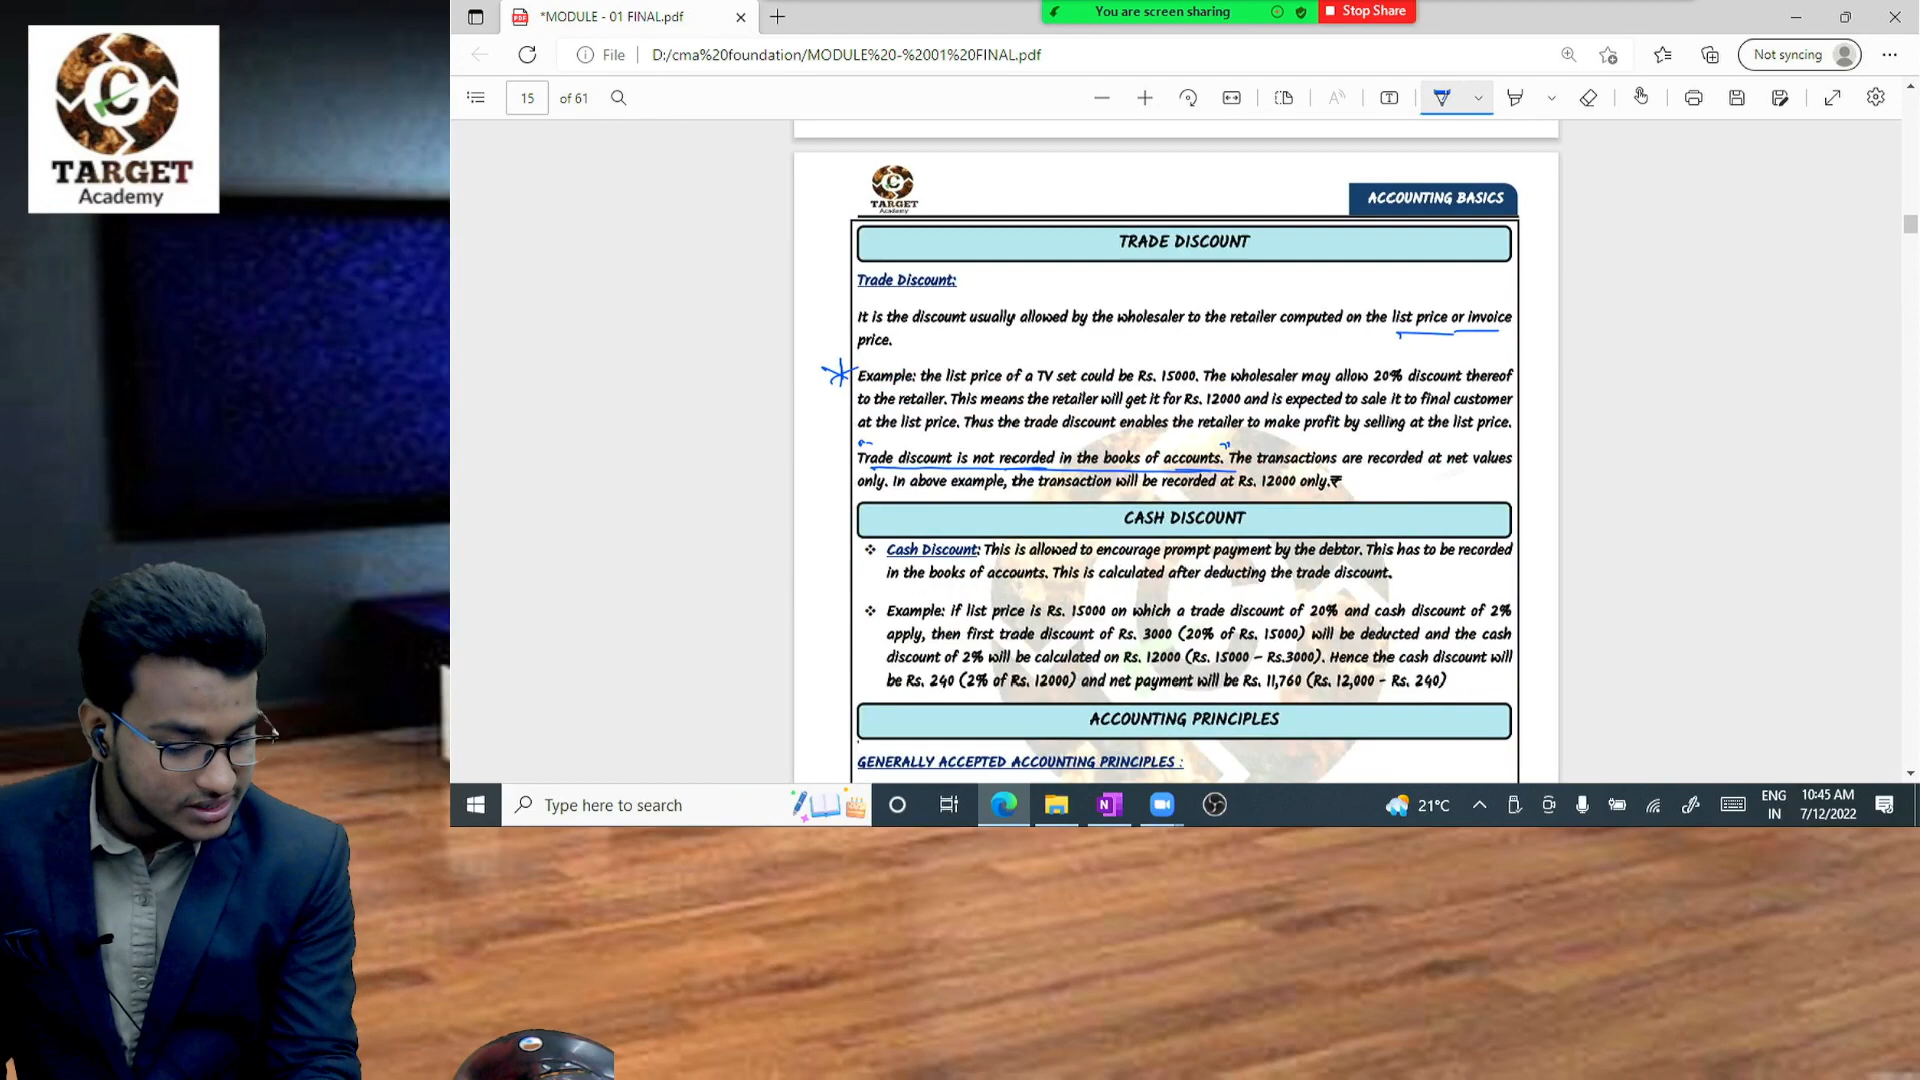 TARGET
Academy
*MODULE - 01 FINAL.pdf
You are screen sharing
Stop Share
File
D:/cma%20foundation/MODULE%20-%2001%20FINAL.pdf
Not syncing
15
of 61
TARGET
Academy
ACCOUNTING BASICS
TRADE DISCOUNT
Trade Discount:
It is the discount usually allowed by the wholesaler to the retailer computed on the list price or invoice
price.
Example: the list price of a TV set could be Rs. 15000. The wholesaler may allow 20% discount thereof
to the retailer. This means the retailer will get it for Rs. 12000 and is expected to sale it to final customer
at the list price. Thus the trade discount enables the retailer to make profit by selling at the list price.
Trade discount is not recorded in the books of accounts. The transactions are recorded at net values
only. In above example, the transaction will be recorded at Rs. 12000 only.₹
CASH DISCOUNT
❖ Cash Discount: This is allowed to encourage prompt payment by the debtor. This has to be recorded
in the books of accounts. This is calculated after deducting the trade discount.
❖ Example: if list price is Rs. 15000 on which a trade discount of 20% and cash discount of 2%
apply, then first trade discount of Rs. 3000 (20% of Rs. 15000) will be deducted and the cash
discount of 2% will be calculated on Rs. 12000 (Rs. 15000 – Rs.3000). Hence the cash discount will
be Rs. 240 (2% of Rs. 12000) and net payment will be Rs. 11,760 (Rs. 12,000 - Rs. 240)
ACCOUNTING PRINCIPLES
GENERALLY ACCEPTED ACCOUNTING PRINCIPLES :
Type here to search
21°C
ENG
IN
10:45 AM
7/12/2022